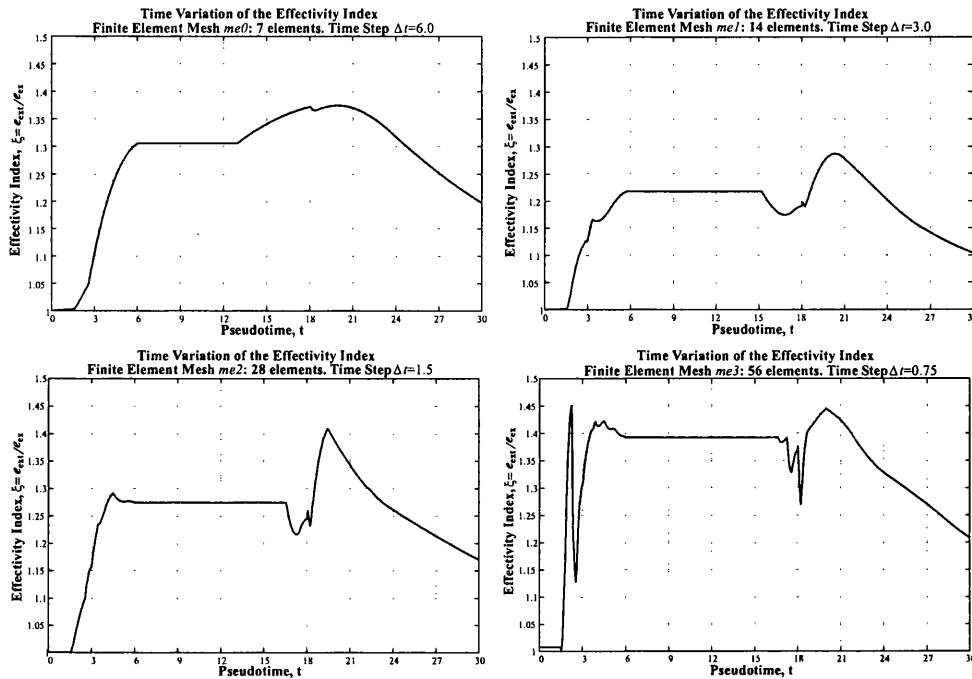 Time Variation of the Effectivity Index
Finite Element Mesh me0: 7 elements. Time Step Δt=6.0
1.5
1.45
1.4
1.35
1.3
1.25
1.2
1.15
1.1
1.05
1
Effectivity Index, ξ= e_ext/e_ex
0 3 6 9 12 15 18 21 24 27 30
Pseudotime, t
Time Variation of the Effectivity Index
Finite Element Mesh me1: 14 elements. Time Step Δt=3.0
1.5
1.45
1.4
1.35
1.3
1.25
1.2
1.15
1.1
1.05
1
Effectivity Index, ξ= e_ext/e_ex
0 3 6 9 12 15 18 21 24 27 30
Pseudotime, t
Time Variation of the Effectivity Index
Finite Element Mesh me2: 28 elements. Time Step Δt=1.5
1.5
1.45
1.4
1.35
1.3
1.25
1.2
1.15
1.1
1.05
1
Effectivity Index, ξ= e_ext/e_ex
0 3 6 9 12 15 18 21 24 27 30
Pseudotime, t
Time Variation of the Effectivity Index
Finite Element Mesh me3: 56 elements. Time Step Δt=0.75
1.5
1.45
1.4
1.35
1.3
1.25
1.2
1.15
1.1
1.05
1
Effectivity Index, ξ= e_ext/e_ex
0 3 6 9 12 15 18 21 24 27 30
Pseudotime, t